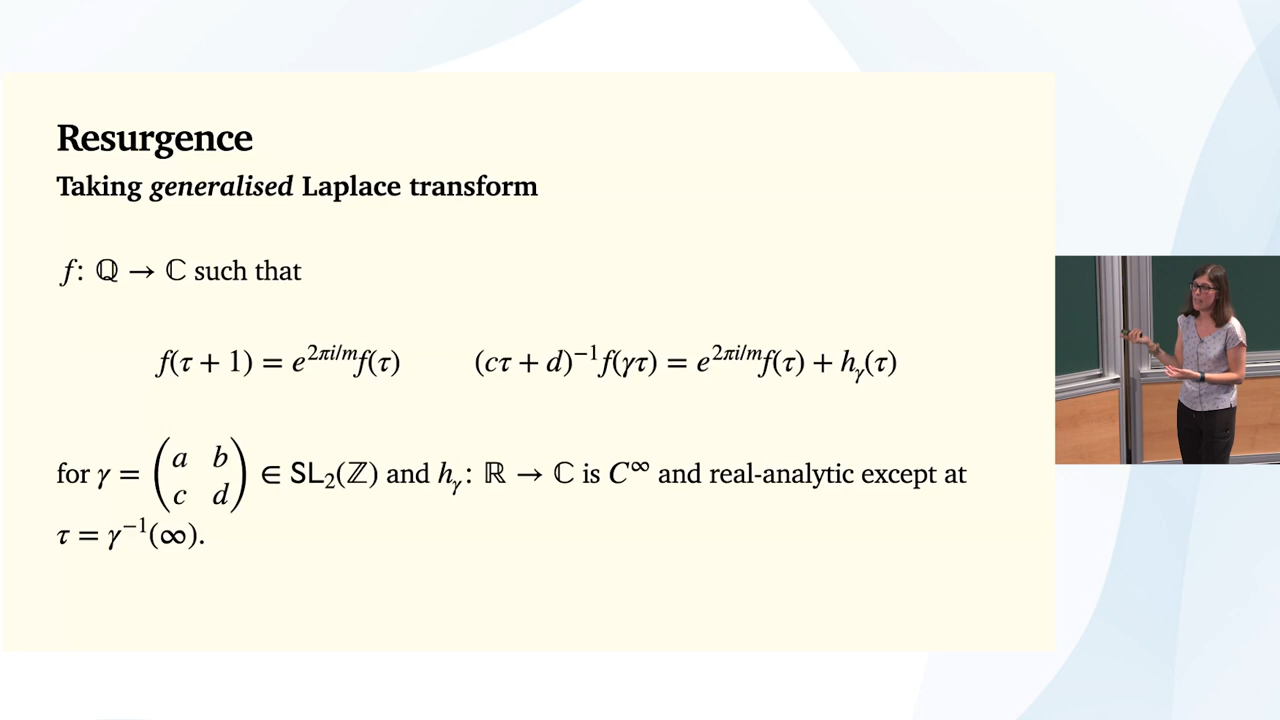 Resurgence
Taking generalised Laplace transform
f: ℚ → ℂ such that
f(τ + 1) = e^{2πi/m}f(τ)    (cτ + d)^{−1}f(γτ) = e^{2πi/m}f(τ) + h_γ(τ)
for γ = (a b; c d) ∈ SL₂(ℤ) and h_γ: ℝ → ℂ is C^∞ and real-analytic except at
τ = γ^{−1}(∞).